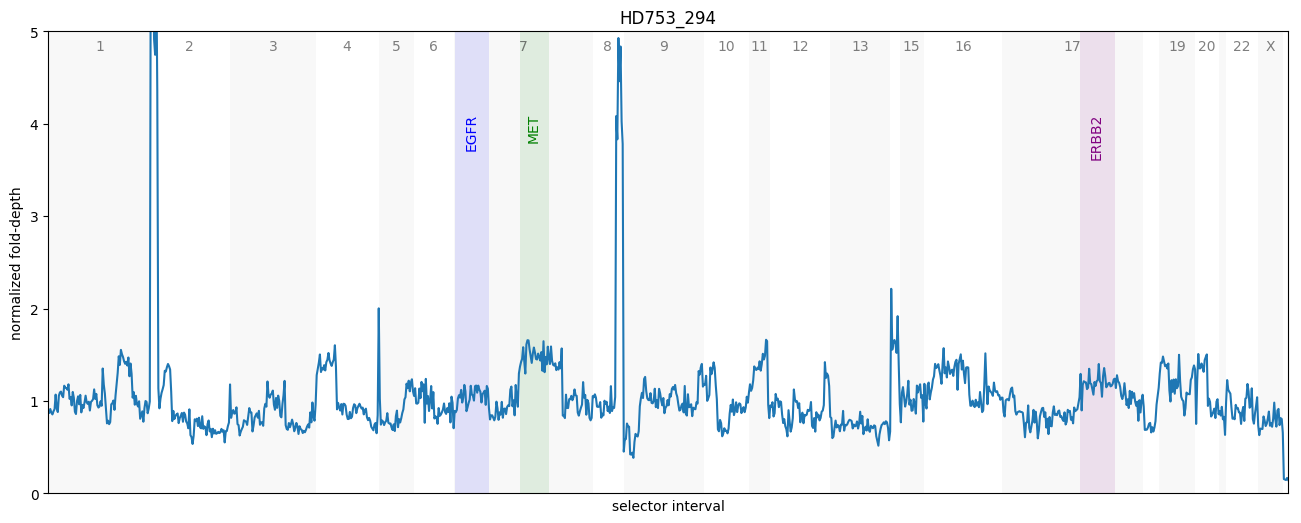 HD753_294
normalized fold-depth
5
4
3
2
1
0
1 2 3 4 5 6 7 8 9 10 11 12 13 15 16 17 19 20 22 X
EGFR
MET
ERBB2
selector interval